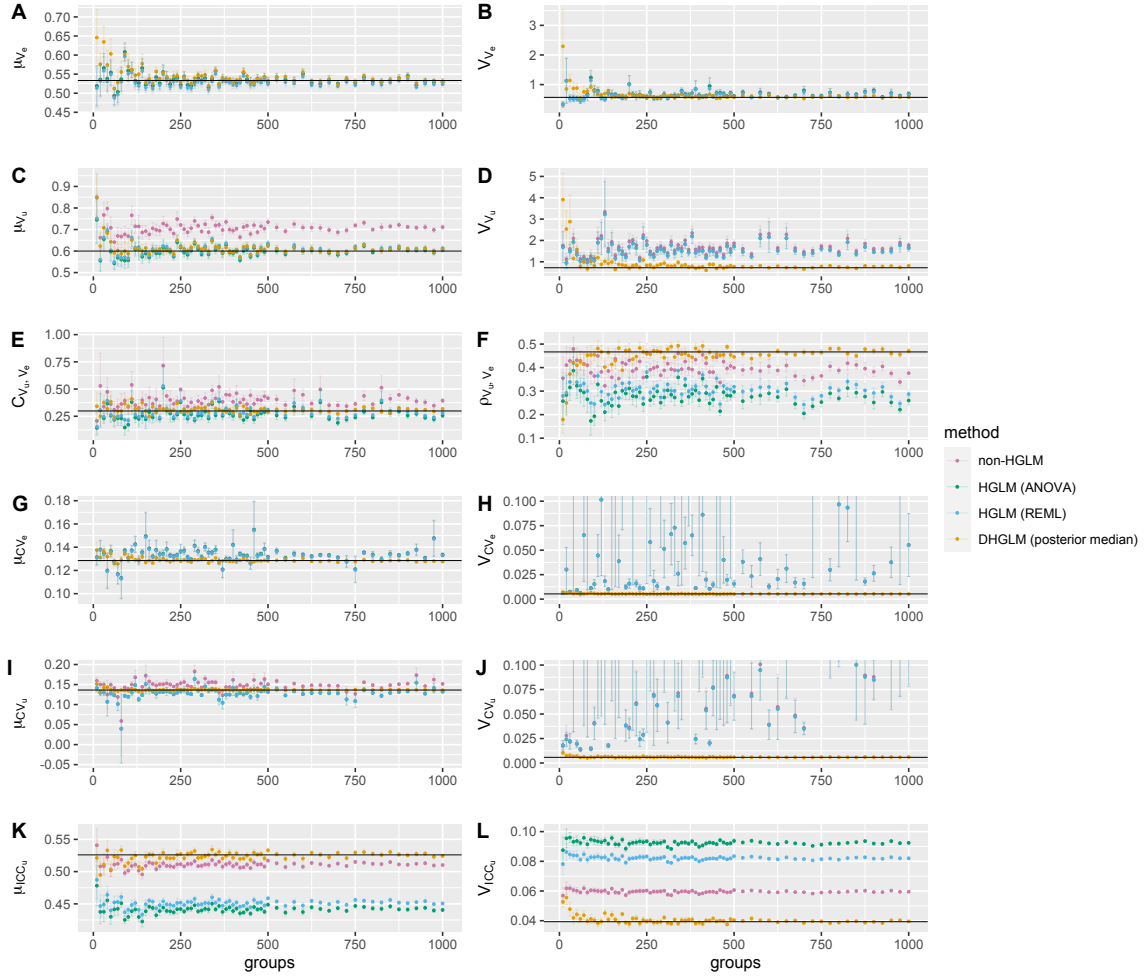 A
μVe
0.70
0.65
0.60
0.55
0.50
0.45
0 250 500 750 1000
B
VVe
3
2
1
0 250 500 750 1000
C
μVu
0.9
0.8
0.7
0.6
0.5
0 250 500 750 1000
D
VVu
5
4
3
2
1
0 250 500 750 1000
E
CVu, Ve
1.00
0.75
0.50
0.25
0 250 500 750 1000
F
ρVu, Ve
0.5
0.4
0.3
0.2
0.1
0 250 500 750 1000
G
μCVe
0.18
0.16
0.14
0.12
0.10
0 250 500 750 1000
H
VCVe
0.100
0.075
0.050
0.025
0.000
0 250 500 750 1000
I
μCVu
0.20
0.15
0.10
0.05
0.00
-0.05
0 250 500 750 1000
J
VCVu
0.100
0.075
0.050
0.025
0.000
0 250 500 750 1000
K
μICCu
0.55
0.50
0.45
0 250 500 750 1000
groups
L
VICCu
0.10
0.08
0.06
0.04
0 250 500 750 1000
groups
method
non-HGLM
HGLM (ANOVA)
HGLM (REML)
DHGLM (posterior median)